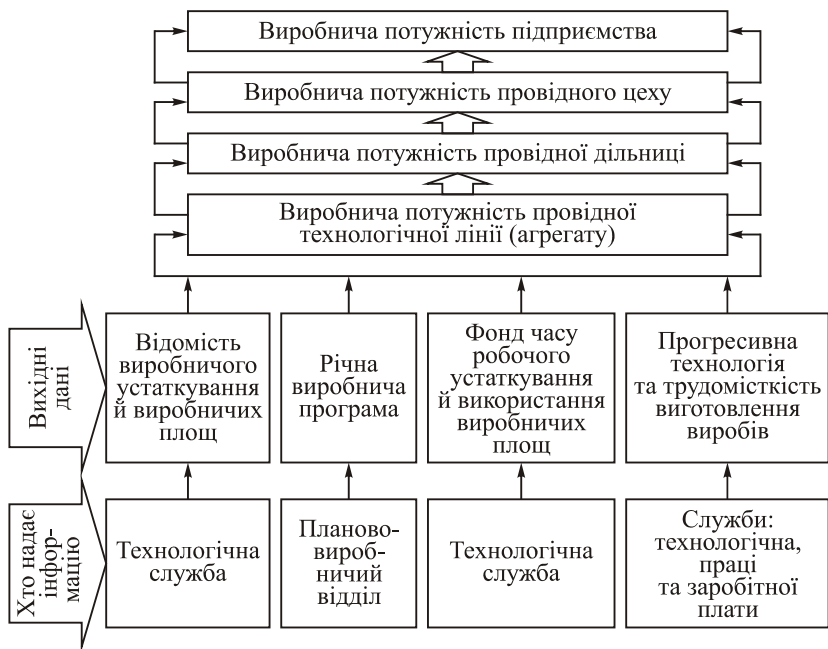 Виробнича потужність підприємства
Виробнича потужність провідного цеху
Виробнича потужність провідної дільниці
Виробнича потужність провідної
технологічної лінії (агрегату)
Вихідні
дані
Відомість
виробничого
устаткування
й виробничих
площ
Річна
виробнича
програма
Фонд часу
робочого
устаткування
й використання
виробничих
площ
Прогресивна
технологія
та трудомісткість
виготовлення
виробів
Хто надає
інфор-
мацію
Технологічна
служба
Планово-
вироб-
ничий
відділ
Технологічна
служба
Служби:
технологічна,
праці
та заробітної
плати